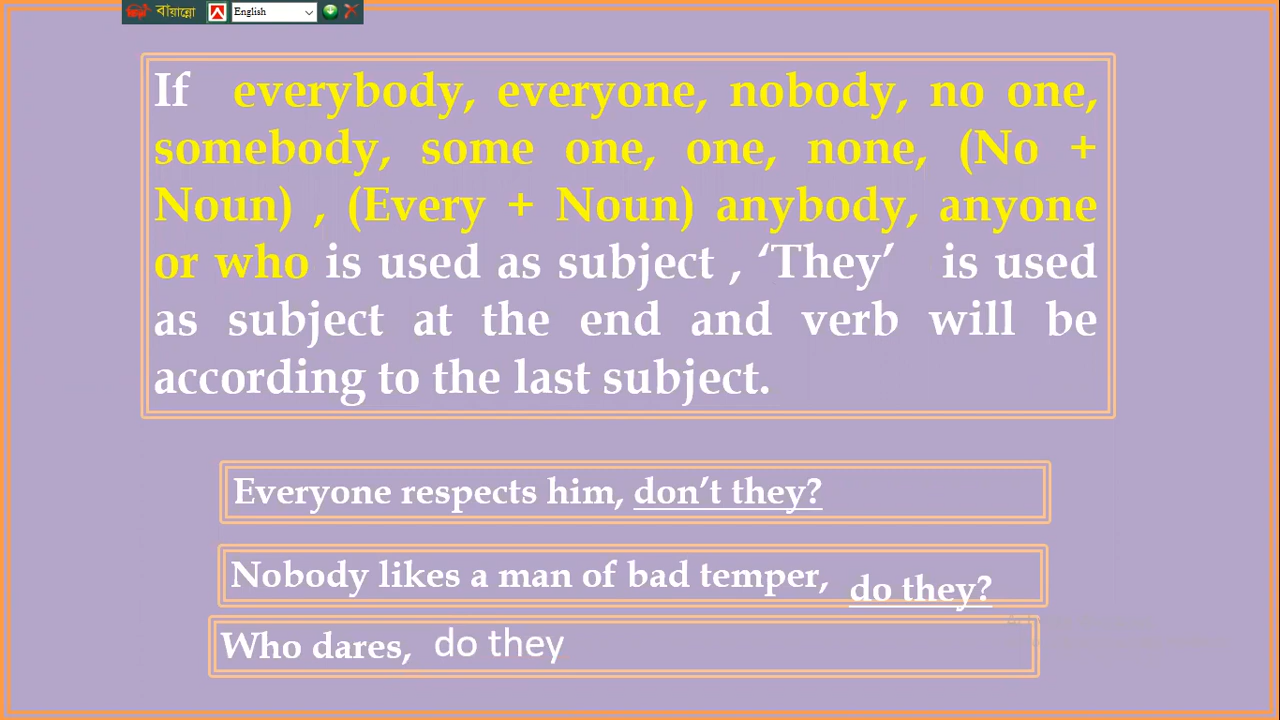 বায়ান্নো English
If everybody, everyone, nobody, no one,
somebody, some one, one, none, (No +
Noun) , (Every + Noun) anybody, anyone
or who is used as subject , ‘They’ is used
as subject at the end and verb will be
according to the last subject.
Everyone respects him, don’t they?
Nobody likes a man of bad temper, do they?
Who dares, do they